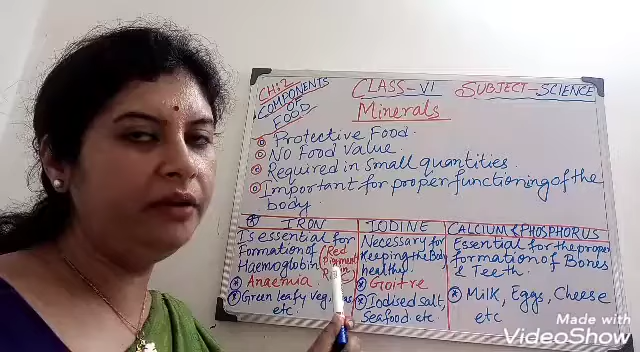 CH:2
COMPONENTS
OF
FOOD
CLASS-VI SUBJECT-SCIENCE
Minerals
Protective Food.
No Food Value.
Required in small quantities.
Important for proper functioning of the
body.
IRON
Is essential for
Formation of
Haemoglobin
(Red
Pigment
Anaemia
Green leafy Veg,
etc.
IODINE
Necessary for
Keeping the Body
healthy.
Goitre
Iodised Salt,
Seafood etc.
CALCIUM & PHOSPHORUS
Essential for the proper
formation of Bones
& Teeth.
Milk, Eggs, Cheese
etc
Made with
VideoShow